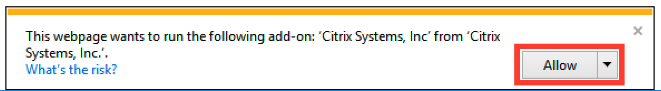 This webpage wants to run the following add-on: 'Citrix Systems, Inc' from 'Citrix
Systems, Inc.'.
What's the risk?
Allow